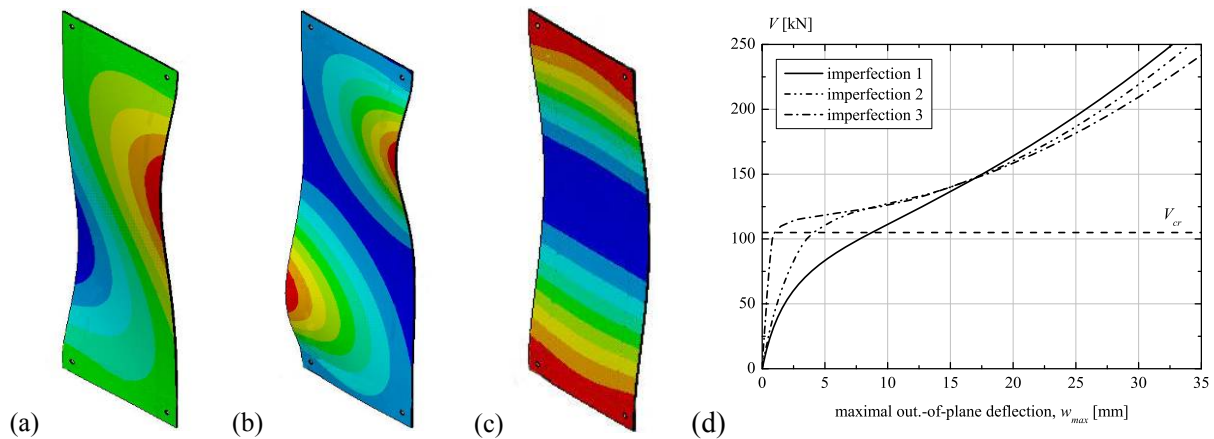 (a)
(b)
(c)
(d)
V [kN]
250
200
150
100
50
0
imperfection 1
imperfection 2
imperfection 3
V_cr
0 5 10 15 20 25 30 35
maximal out.-of-plane deflection, w_max [mm]